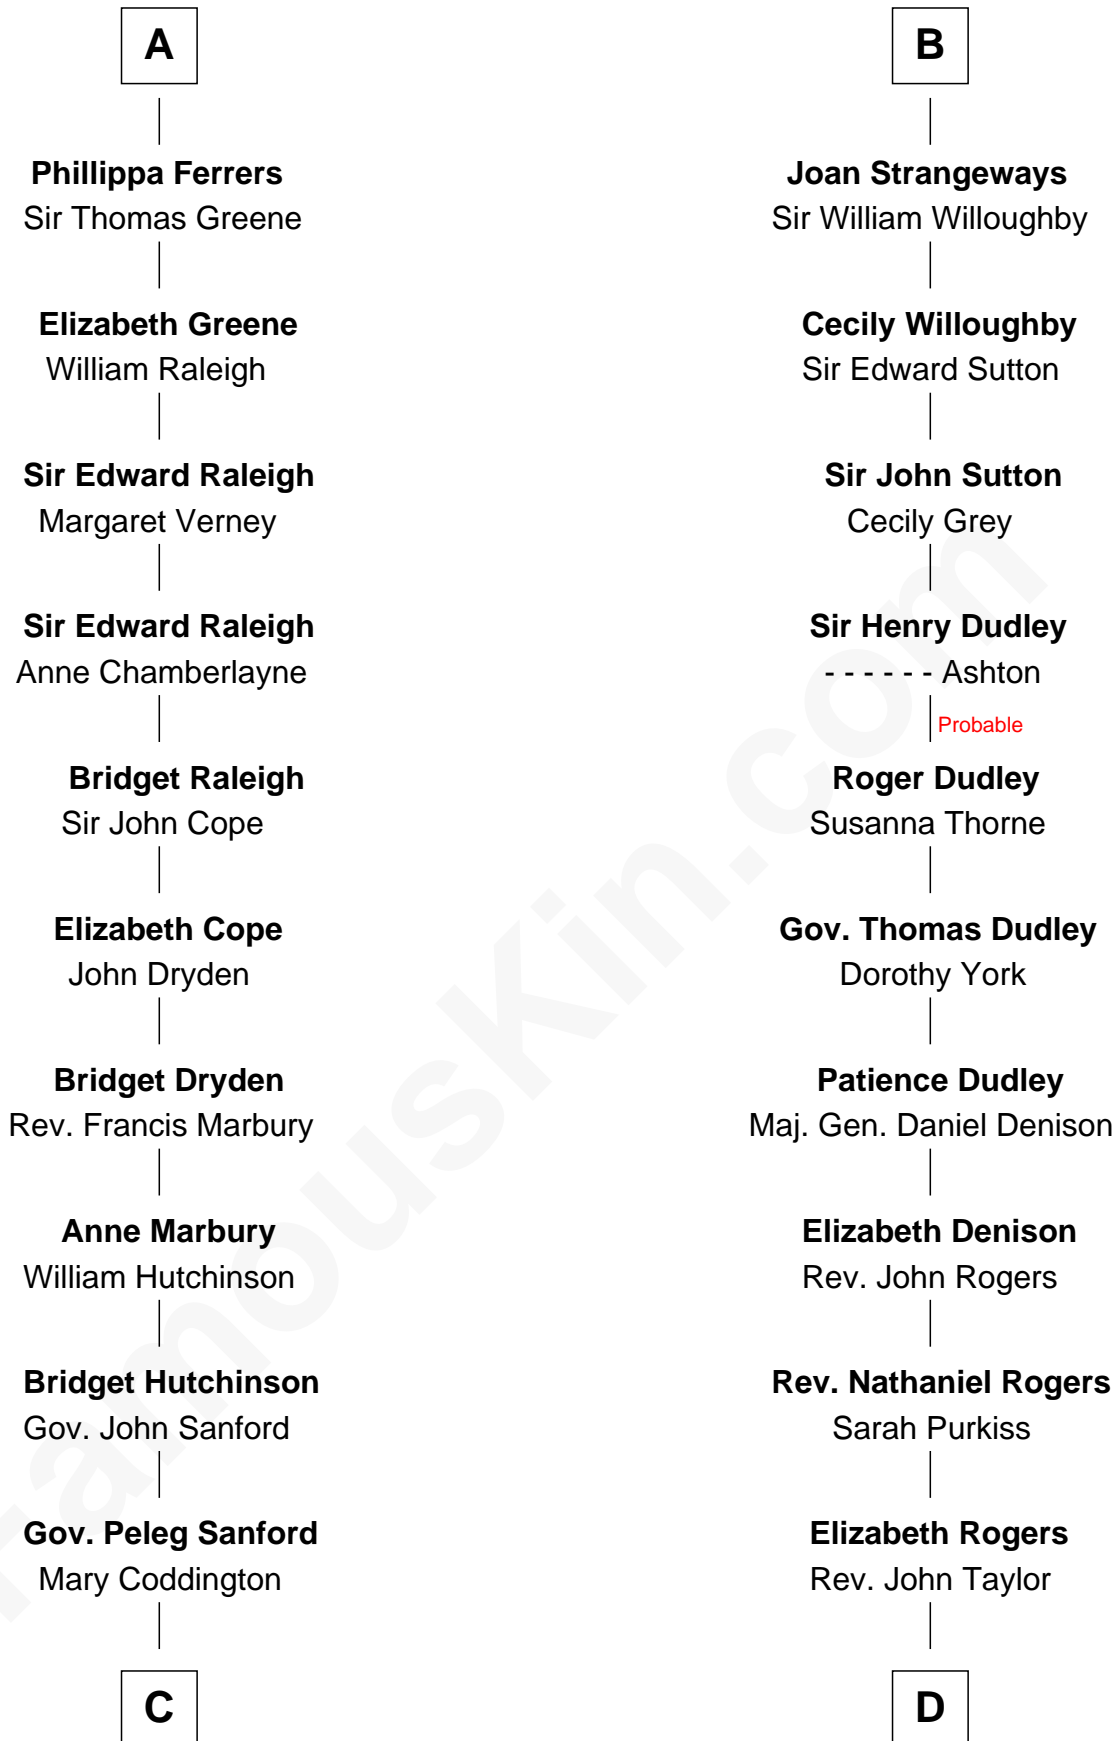 A
Phillippa Ferrers
Sir Thomas Greene
Elizabeth Greene
William Raleigh
Sir Edward Raleigh
Margaret Verney
Sir Edward Raleigh
Anne Chamberlayne
Bridget Raleigh
Sir John Cope
Elizabeth Cope
John Dryden
Bridget Dryden
Rev. Francis Marbury
Anne Marbury
William Hutchinson
Bridget Hutchinson
Gov. John Sanford
Gov. Peleg Sanford
Mary Coddington
C
B
Joan Strangeways
Sir William Willoughby
Cecily Willoughby
Sir Edward Sutton
Sir John Sutton
Cecily Grey
Sir Henry Dudley
- - - - - - Ashton
Probable
Roger Dudley
Susanna Thorne
Gov. Thomas Dudley
Dorothy York
Patience Dudley
Maj. Gen. Daniel Denison
Elizabeth Denison
Rev. John Rogers
Rev. Nathaniel Rogers
Sarah Purkiss
Elizabeth Rogers
Rev. John Taylor
D
FamousKin.com